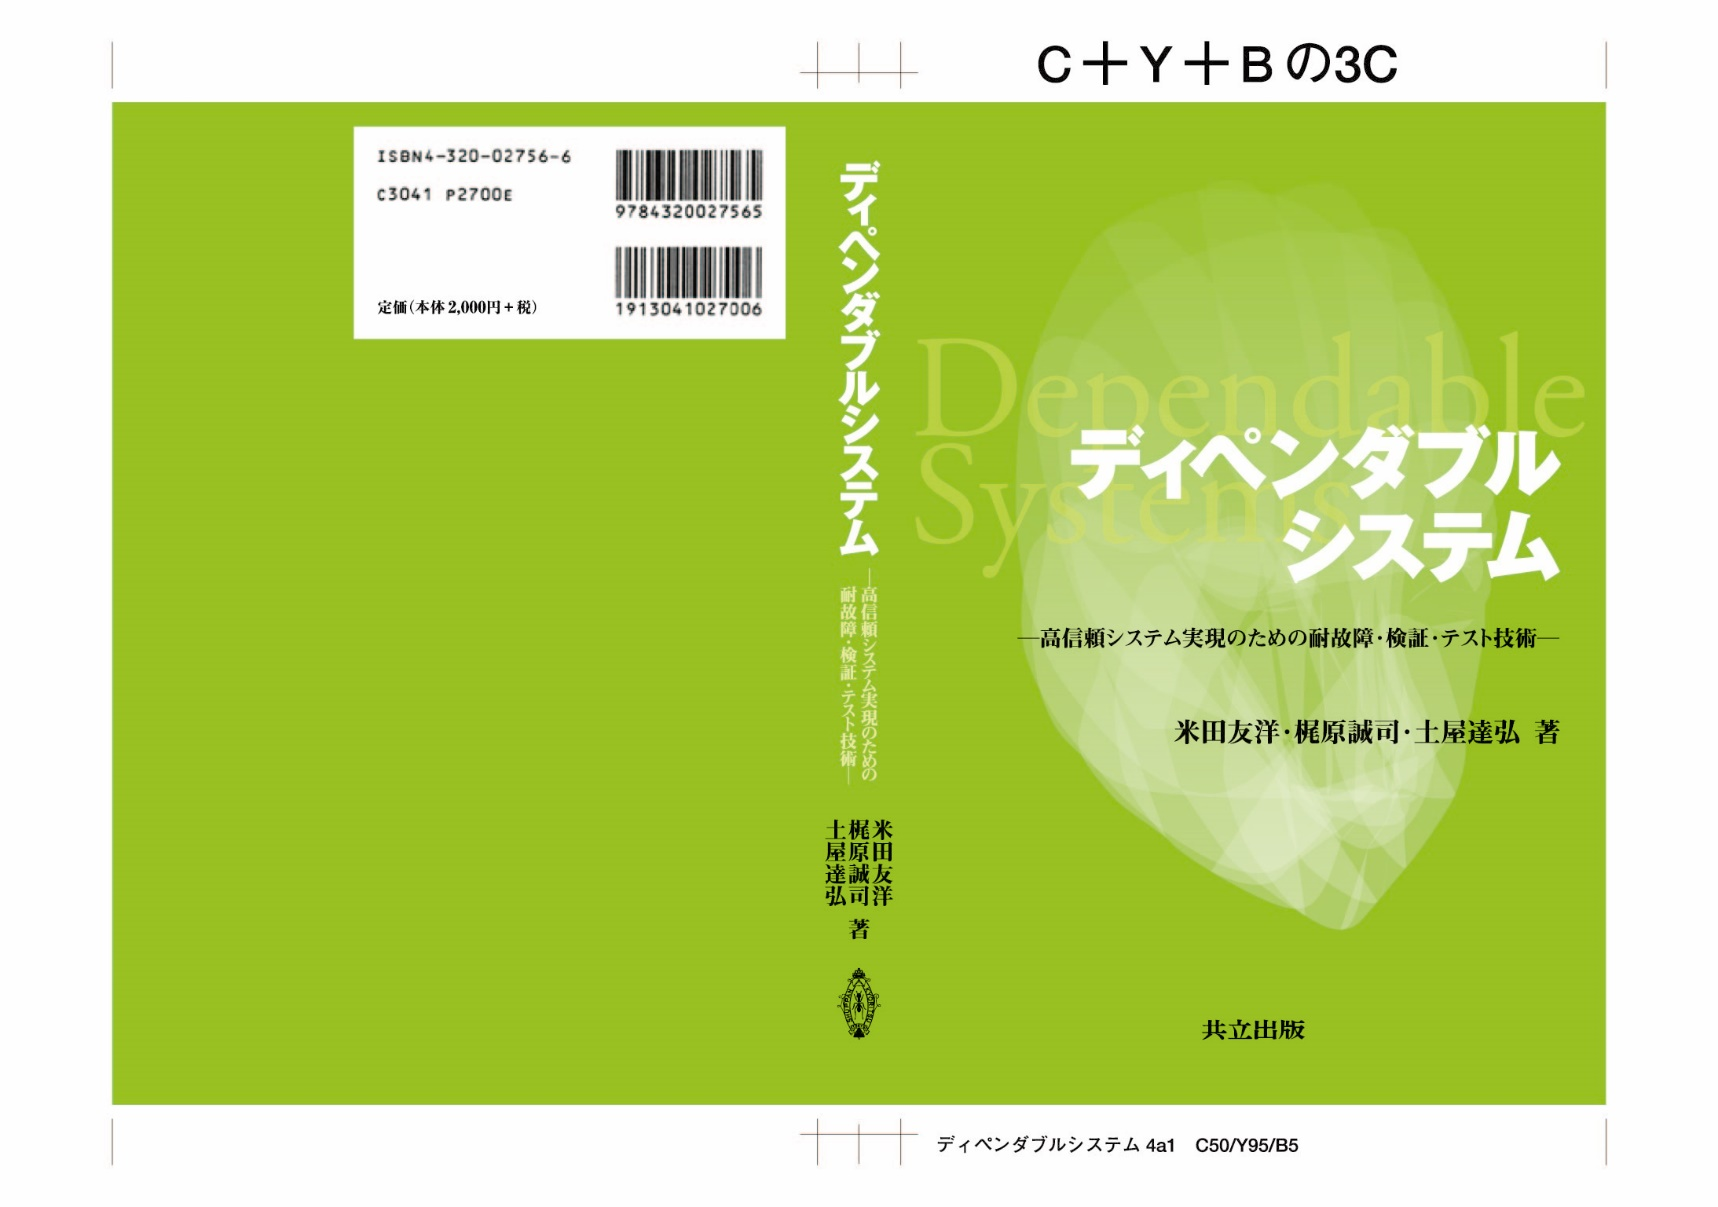 C+Y+Bの3C
ISBN4-320-02756-6
C3041 P2700E
定価(本体2,000円+税)
9784320027565
1913041027006
ディペンダブルシステム
―高信頼システム実現のための
耐故障・検証・テスト技術―
米田友洋
梶原誠司
土屋達弘
著
Dependable
Systems
ディペンダブル
システム
―高信頼システム実現のための耐故障・検証・テスト技術―
米田友洋・梶原誠司・土屋達弘 著
共立出版
ディペンダブルシステム 4a1 C50/Y95/B5